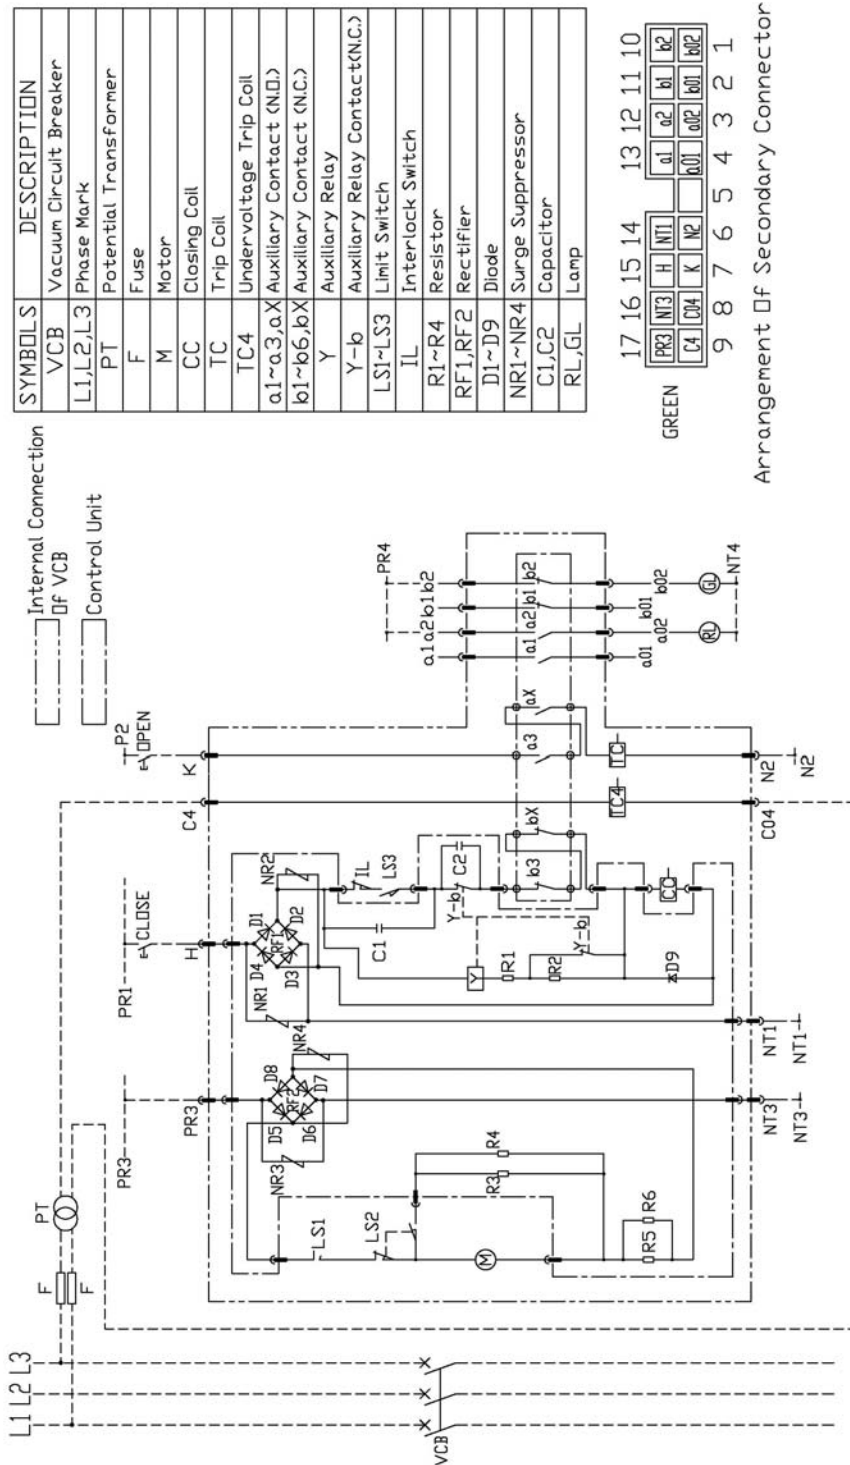 SYMBOLS DESCRIPTION
VCB Vacuum Circuit Breaker
L1,L2,L3 Phase Mark
PT Potential Transformer
F Fuse
M Motor
CC Closing Coil
TC Trip Coil
TC4 Undervoltage Trip Coil
a1~a3,aX Auxiliary Contact (N.O.)
b1~b6,bX Auxiliary Contact (N.C.)
Y Auxiliary Relay
Y-b Auxiliary Relay Contact(N.C.)
LS1~LS3 Limit Switch
IL Interlock Switch
R1~R4 Resistor
RF1,RF2 Rectifier
D1~D9 Diode
NR1~NR4 Surge Suppressor
C1,C2 Capacitor
RL,GL Lamp
17 16 15 14 13 12 11 10
PR3 NT3 H NT1 a1 a2 b1 b2
C4 C04 K N2 a01 a02 b01 b02
9 8 7 6 5 4 3 2 1
GREEN
Arrangement Of Secondary Connector
Internal Connection
Of VCB
Control Unit
L1 L2 L3
F
F
PT
VCB
PR3
PR1
CLOSE
P2
OPEN
PR3
H
C4
K
PR4
a1 a2 b1 b2
D8
D7
D5
D6
RF2
NR3
NR4
D1
D2
D4
D3
RF1
NR1
NR2
LS1
LS2
IL
LS3
C1
C2
Y-b
Y
Y-b
R1
R2
D9
R3
R4
M
R5
R6
b3
bX
a3
aX
a1 a2 b1 b2
CC
TC4
TC
NT3
NT3
NT1
NT1
C04
N2
N2
a01
a02
b01
b02
RL
GL
NT4